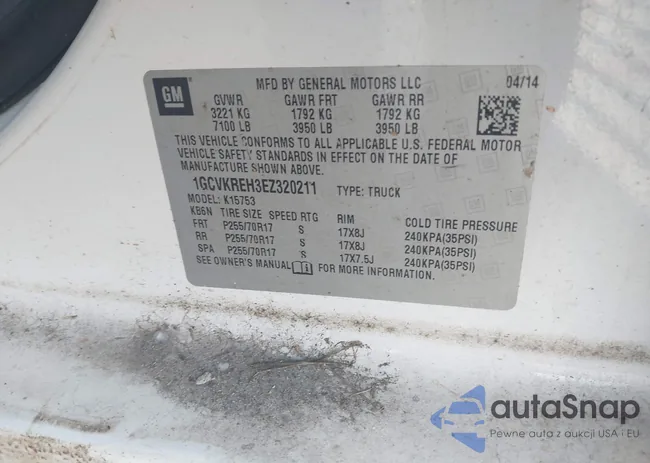 GM
MFD BY GENERAL MOTORS LLC 04/14
GVWR GAWR FRT GAWR RR
3221 KG 1792 KG 1792 KG
7100 LB 3950 LB 3950 LB
THIS VEHICLE CONFORMS TO ALL APPLICABLE U.S. FEDERAL MOTOR
VEHICLE SAFETY STANDARDS IN EFFECT ON THE DATE OF
MANUFACTURE SHOWN ABOVE.
1GCVKREH3EZ320211 TYPE: TRUCK
MODEL: K15753
KB5N TIRE SIZE SPEED RTG RIM COLD TIRE PRESSURE
FRT P255/70R17 S 17X8J 240KPA(35PSI)
RR P255/70R17 S 17X8J 240KPA(35PSI)
SPA P255/70R17 S 17X7.5J 240KPA(35PSI)
SEE OWNER'S MANUAL FOR MORE INFORMATION.
autaSnap
Pewne auta z aukcji USA i EU